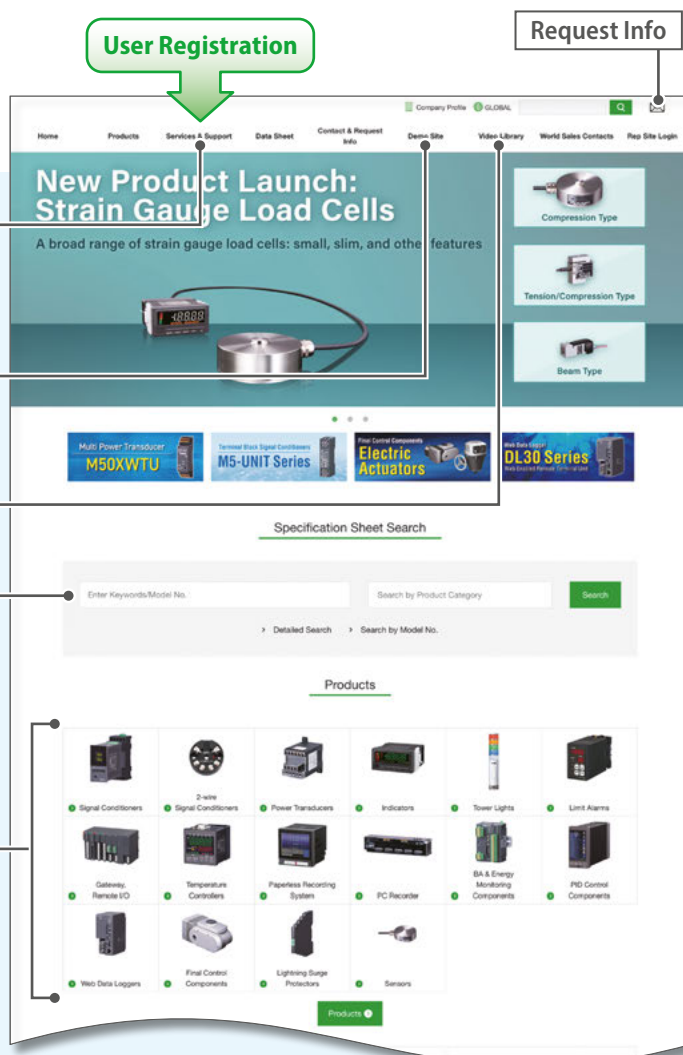 User Registration
Request Info
Company Profile
GLOBAL
Home
Products
Services & Support
Data Sheet
Contact & Request
Info
Demo Site
Video Library
World Sales Contacts
Rep Site Login
New Product Launch:
Strain Gauge Load Cells
A broad range of strain gauge load cells: small, slim, and other features
Compression Type
Tension/Compression Type
Beam Type
Multi Power Transducer
M50XWTU
Terminal Block Signal Conditioners
M5-UNIT Series
Final Control Components
Electric
Actuators
Web Data Logger
DL30 Series
Web Enabled Remote Terminal Unit
Specification Sheet Search
Enter Keywords/Model No.
Search by Product Category
Search
> Detailed Search
> Search by Model No.
Products
Signal Conditioners
2-wire
Signal Conditioners
Power Transducers
Indicators
Tower Lights
Limit Alarms
Gateway,
Remote I/O
Temperature
Controllers
Paperless Recording
System
PC Recorder
BA & Energy
Monitoring
Components
PID Control
Components
Web Data Loggers
Final Control
Components
Lightning Surge
Protectors
Sensors
Products